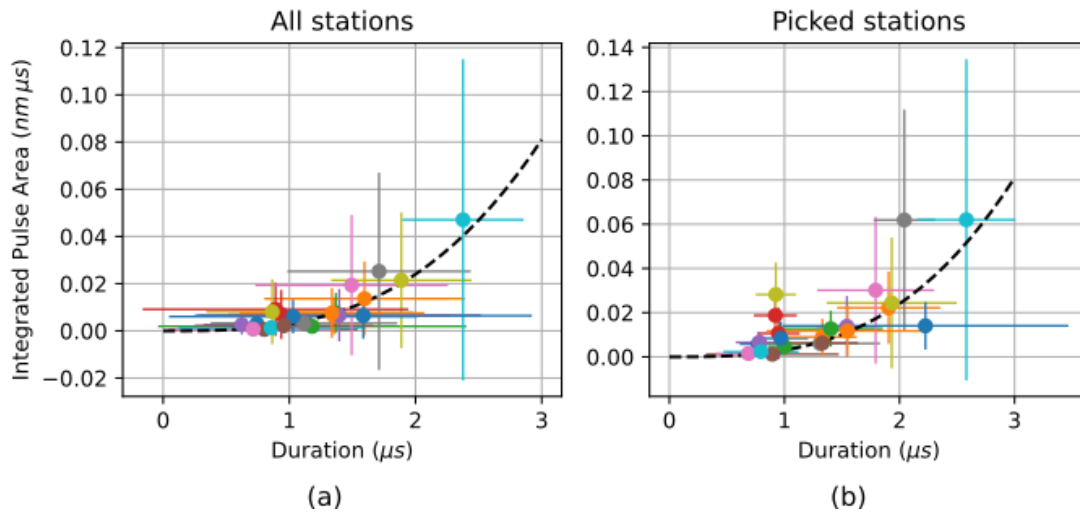 All stations
Integrated Pulse Area (nm μs)
0.12
0.10
0.08
0.06
0.04
0.02
0.00
−0.02
0 1 2 3
Duration (μs)
(a)
Picked stations
0.14
0.12
0.10
0.08
0.06
0.04
0.02
0.00
0 1 2 3
Duration (μs)
(b)